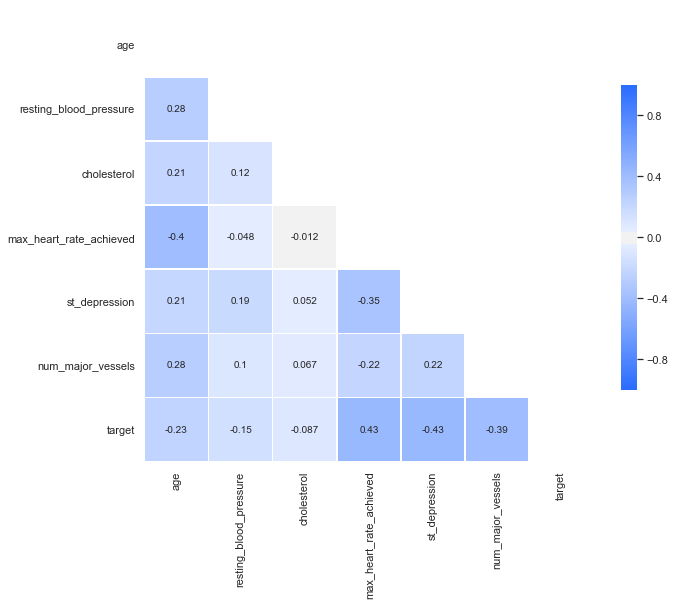 age
resting_blood_pressure 0.28
cholesterol 0.21 0.12
max_heart_rate_achieved -0.4 -0.048 -0.012
st_depression 0.21 0.19 0.052 -0.35
num_major_vessels 0.28 0.1 0.067 -0.22 0.22
target -0.23 -0.15 -0.087 0.43 -0.43 -0.39
age
resting_blood_pressure
cholesterol
max_heart_rate_achieved
st_depression
num_major_vessels
target
0.8
0.4
0.0
-0.4
-0.8